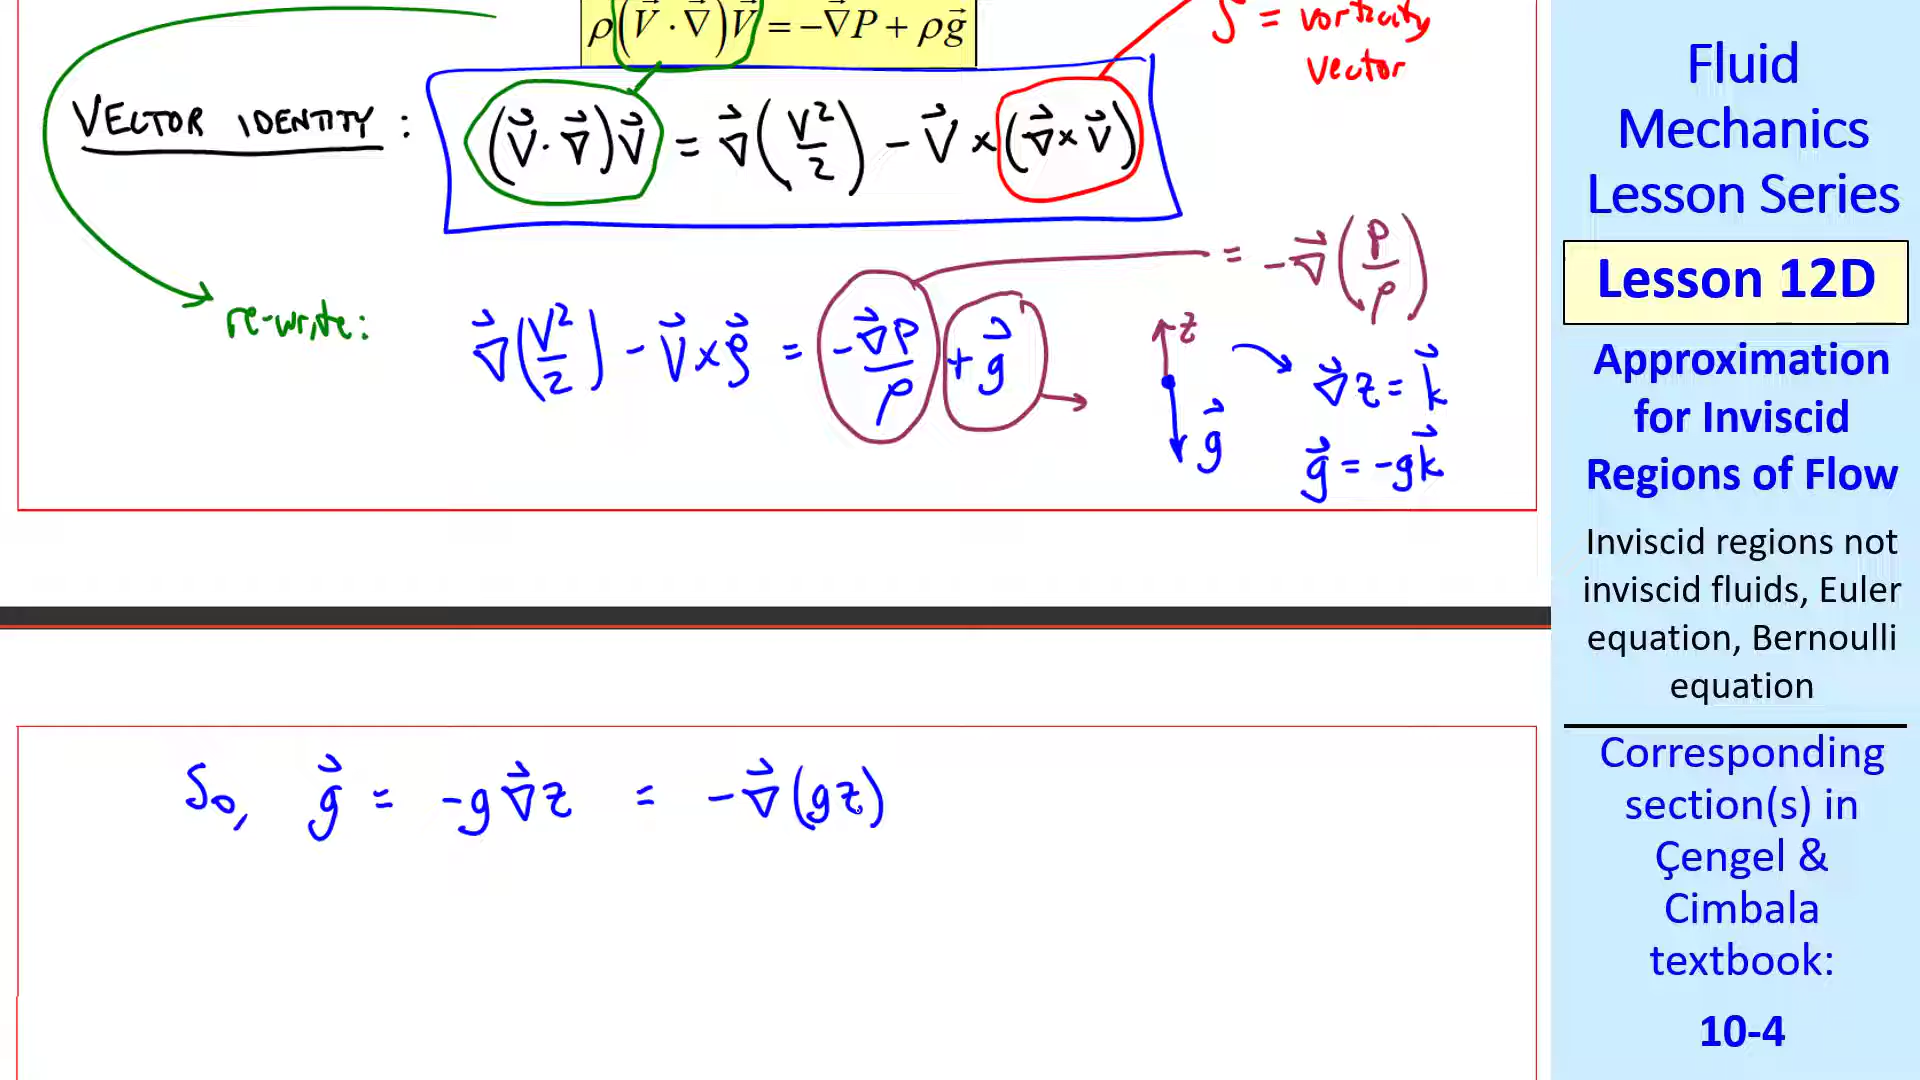 ρ(V⃗·∇⃗)V⃗ = −∇⃗P + ρg⃗
ζ⃗ = vorticity
vector
VECTOR IDENTITY: (V⃗·∇⃗)V⃗ = ∇⃗(V²/2) − V⃗×(∇⃗×V⃗)
= −∇⃗(P/ρ)
re-write: ∇⃗(V²/2) − V⃗×ζ⃗ = −∇⃗P/ρ + g⃗
z
g⃗
∇⃗z = k⃗
g⃗ = −gk⃗
So, g⃗ = −g∇⃗z = −∇⃗(gz)
Fluid
Mechanics
Lesson Series
Lesson 12D
Approximation
for Inviscid
Regions of Flow
Inviscid regions not
inviscid fluids, Euler
equation, Bernoulli
equation
Corresponding
section(s) in
Çengel &
Cimbala
textbook:
10-4